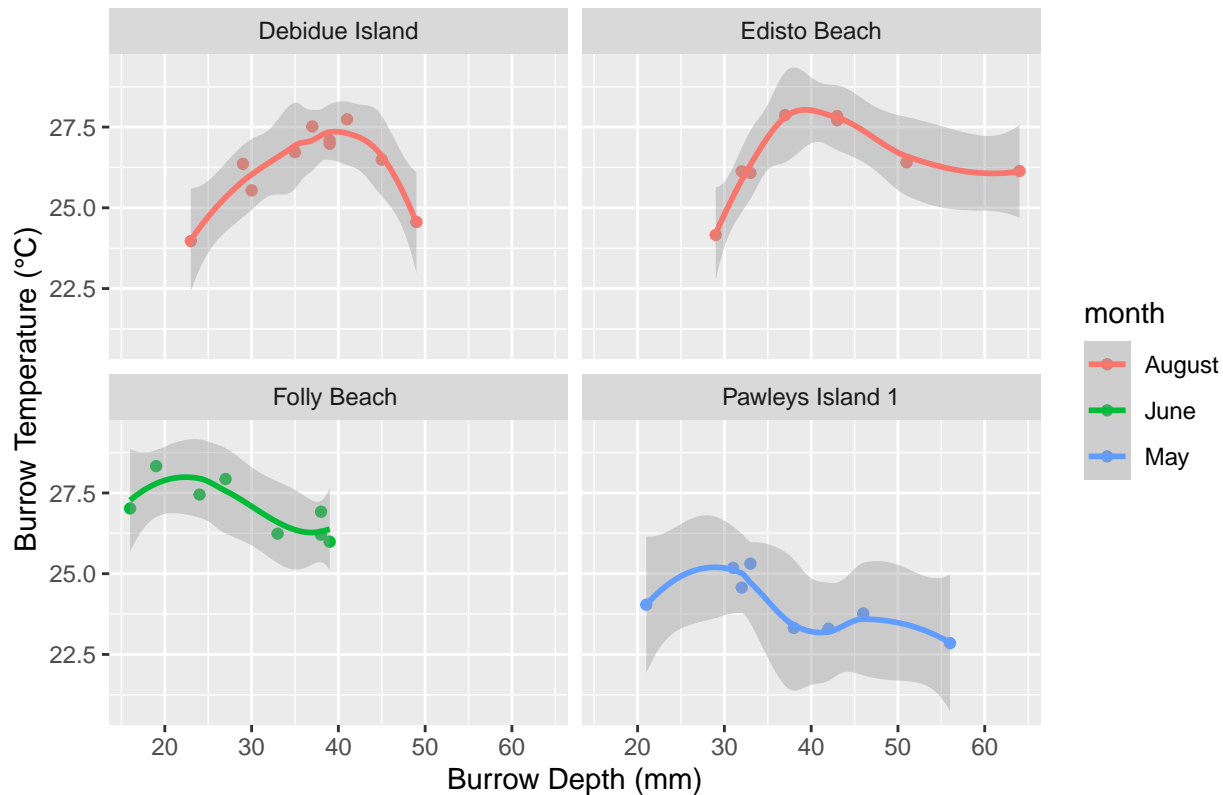 Debidue Island
Edisto Beach
27.5
25.0
22.5
Folly Beach
Pawleys Island 1
27.5
25.0
22.5
20 30 40 50 60
20 30 40 50 60
Burrow Depth (mm)
Burrow Temperature (°C)
month
August
June
May